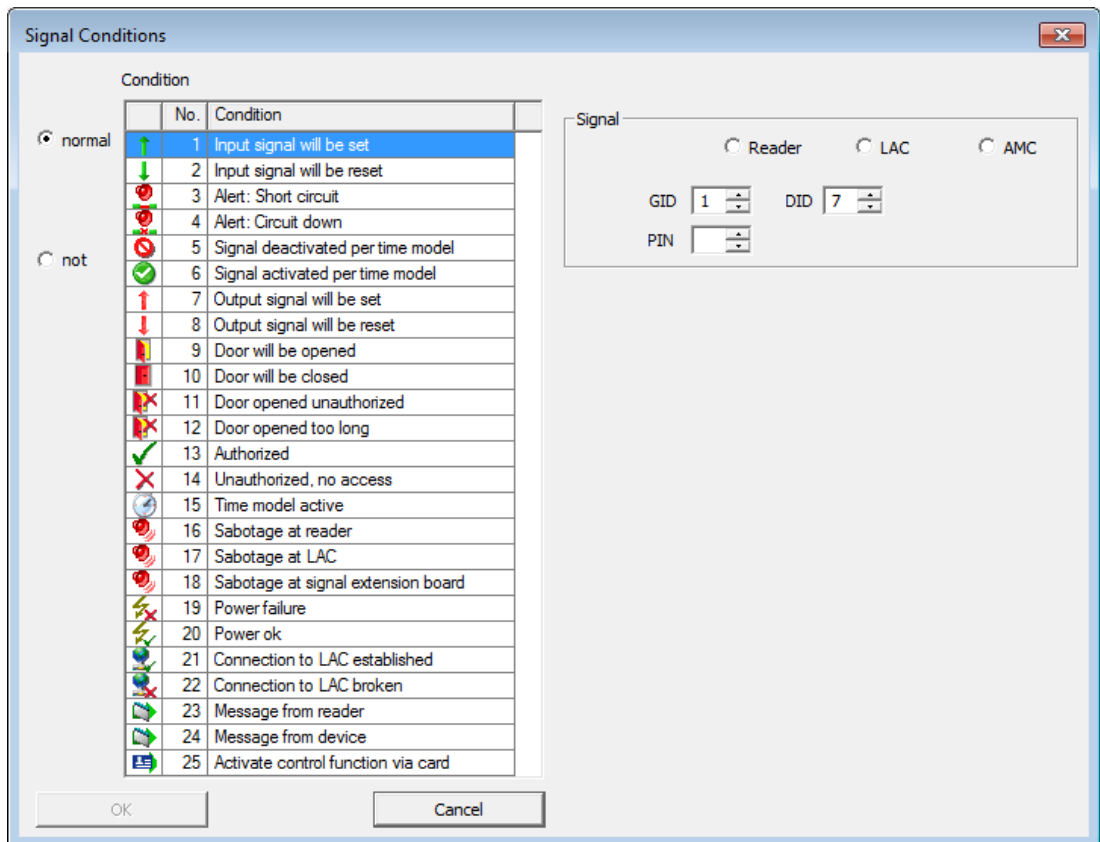 Signal Conditions
Condition
normal
not
No. Condition
1 Input signal will be set
2 Input signal will be reset
3 Alert: Short circuit
4 Alert: Circuit down
5 Signal deactivated per time model
6 Signal activated per time model
7 Output signal will be set
8 Output signal will be reset
9 Door will be opened
10 Door will be closed
11 Door opened unauthorized
12 Door opened too long
13 Authorized
14 Unauthorized, no access
15 Time model active
16 Sabotage at reader
17 Sabotage at LAC
18 Sabotage at signal extension board
19 Power failure
20 Power ok
21 Connection to LAC established
22 Connection to LAC broken
23 Message from reader
24 Message from device
25 Activate control function via card
Signal
Reader LAC AMC
GID 1 DID 7
PIN
OK Cancel